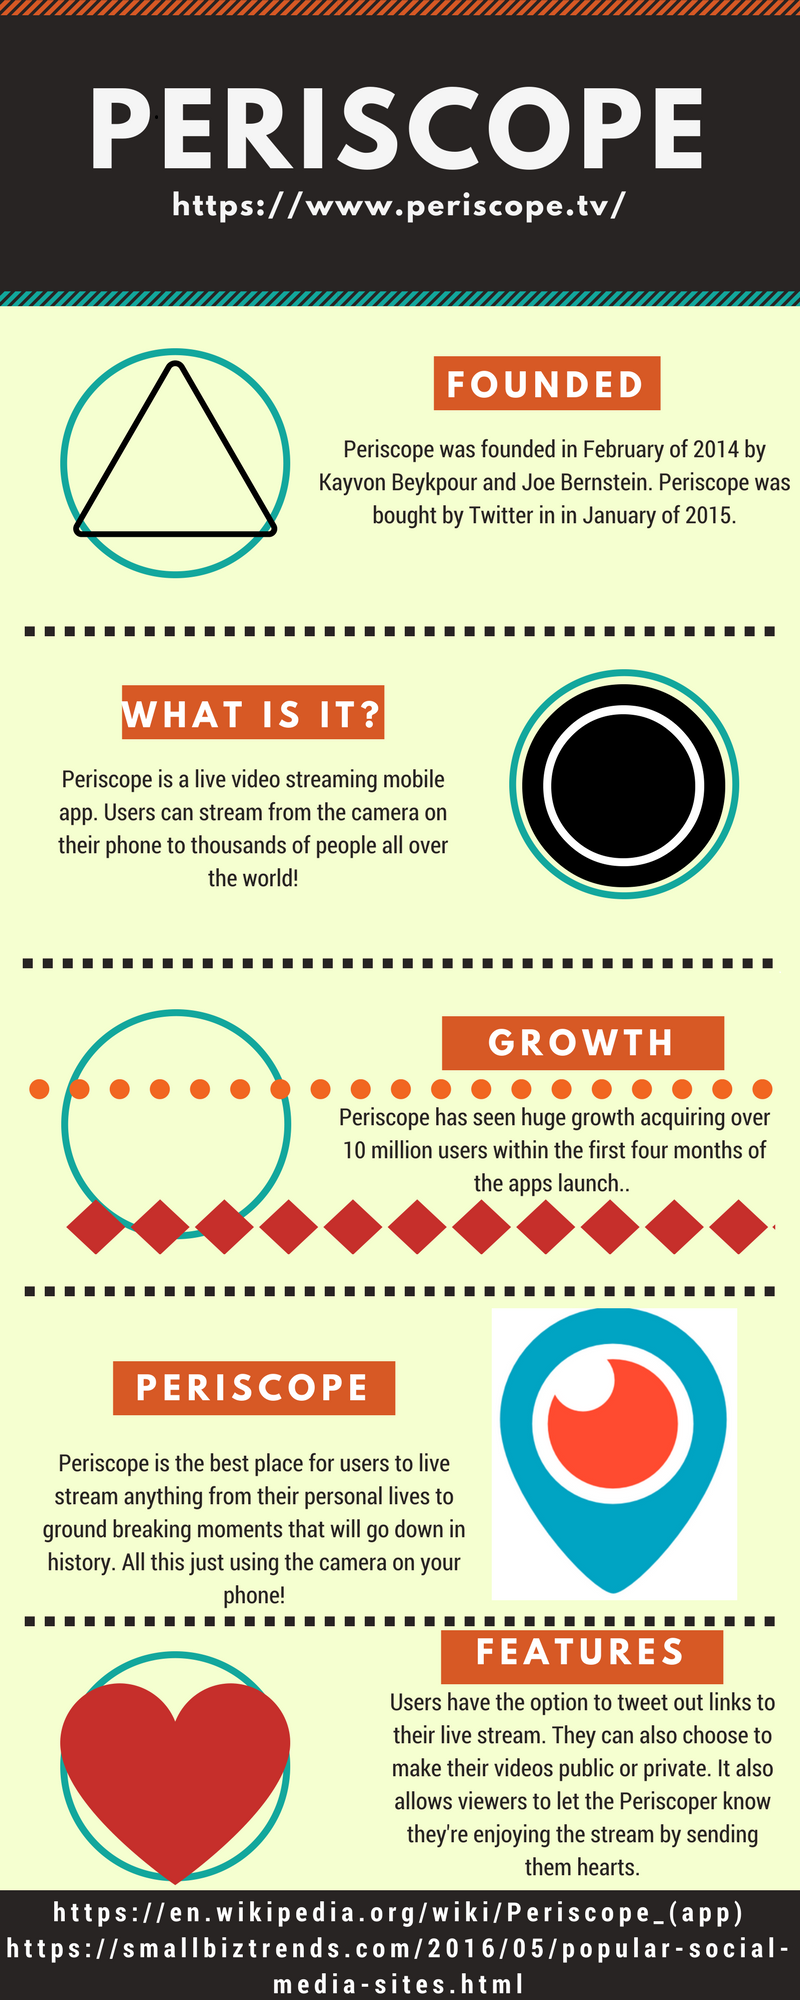 PERISCOPE
https://www.periscope.tv/
FOUNDED
Periscope was founded in February of 2014 by
Kayvon Beykpour and Joe Bernstein. Periscope was
bought by Twitter in in January of 2015.
WHAT IS IT?
Periscope is a live video streaming mobile
app. Users can stream from the camera on
their phone to thousands of people all over
the world!
GROWTH
Periscope has seen huge growth acquiring over
10 million users within the first four months of
the apps launch..
PERISCOPE
Periscope is the best place for users to live
stream anything from their personal lives to
ground breaking moments that will go down in
history. All this just using the camera on your
phone!
FEATURES
Users have the option to tweet out links to
their live stream. They can also choose to
make their videos public or private. It also
allows viewers to let the Periscoper know
they're enjoying the stream by sending
them hearts.
https://en.wikipedia.org/wiki/Periscope_(app)
https://smallbiztrends.com/2016/05/popular-social-
media-sites.html